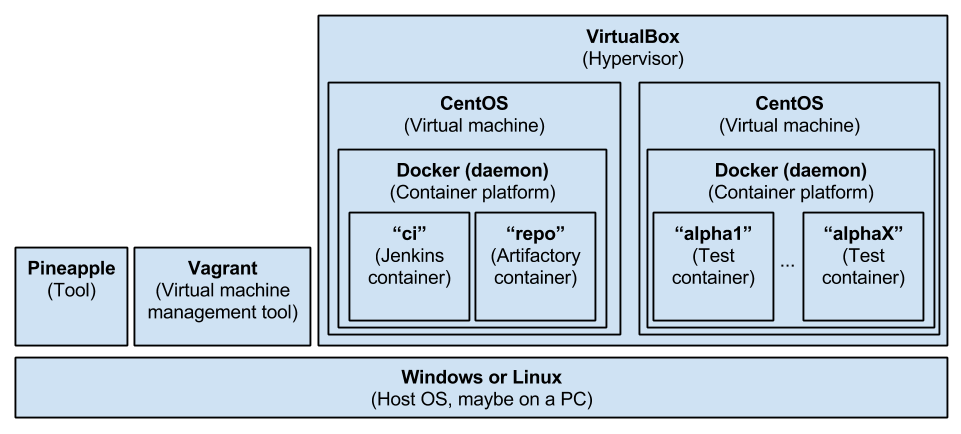 VirtualBox
(Hypervisor)
CentOS
(Virtual machine)
Docker (daemon)
(Container platform)
“ci”
(Jenkins
container)
“repo”
(Artifactory
container)
CentOS
(Virtual machine)
Docker (daemon)
(Container platform)
“alpha1”
(Test
container)
...
“alphaX”
(Test
container)
Pineapple
(Tool)
Vagrant
(Virtual machine
management tool)
Windows or Linux
(Host OS, maybe on a PC)